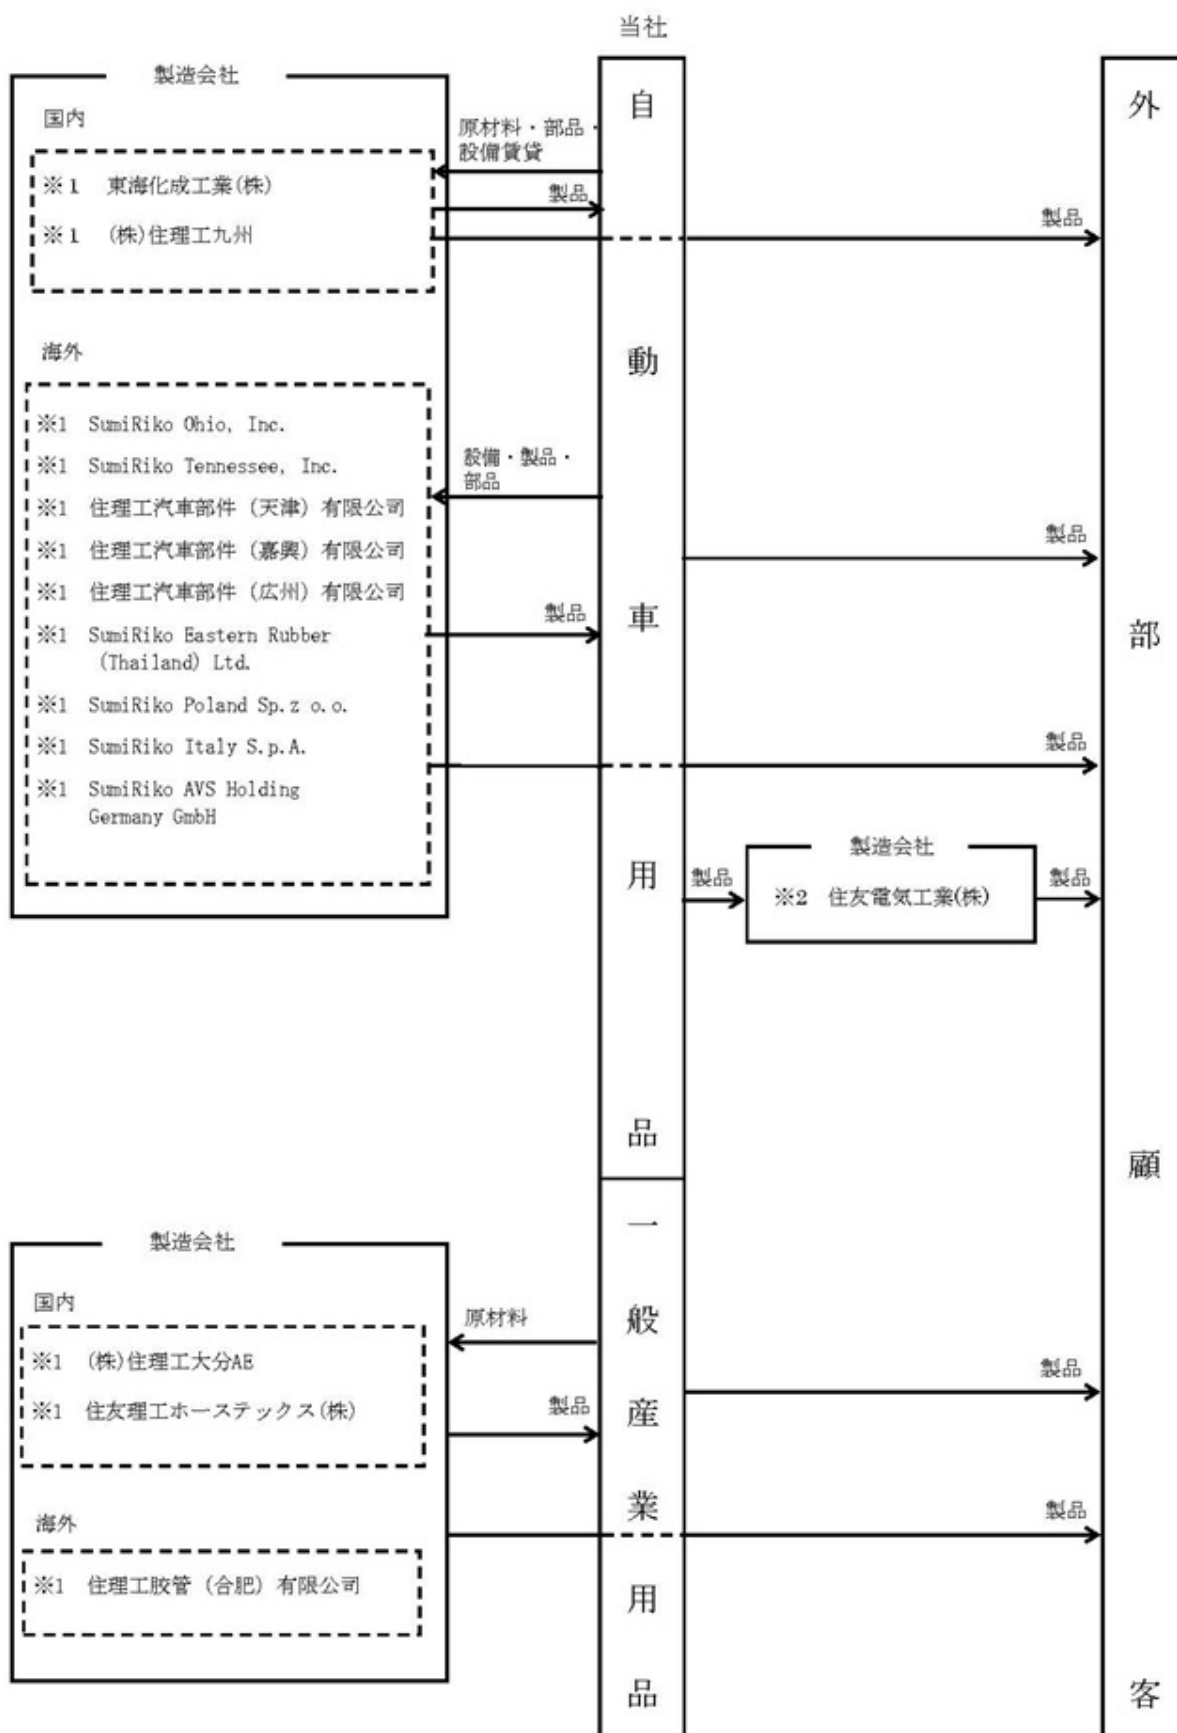 当社
製造会社
国内
※1 東海化成工業(株)
※1 (株)住理工九州
海外
※1 SumiRiko Ohio, Inc.
※1 SumiRiko Tennessee, Inc.
※1 住理工汽車部件（天津）有限公司
※1 住理工汽車部件（嘉興）有限公司
※1 住理工汽車部件（広州）有限公司
※1 SumiRiko Eastern Rubber
(Thailand) Ltd.
※1 SumiRiko Poland Sp.z o.o.
※1 SumiRiko Italy S.p.A.
※1 SumiRiko AVS Holding
Germany GmbH
原材料・部品・
設備賃貸
製品
設備・製品・
部品
製品
自動車用品
製品
製品
製品
製品
製造会社
※2 住友電気工業(株)
製品
製造会社
国内
※1 (株)住理工大分AE
※1 住友理工ホーステックス(株)
海外
※1 住理工胶管（合肥）有限公司
原材料
製品
一般産業用品
製品
製品
外部顧客